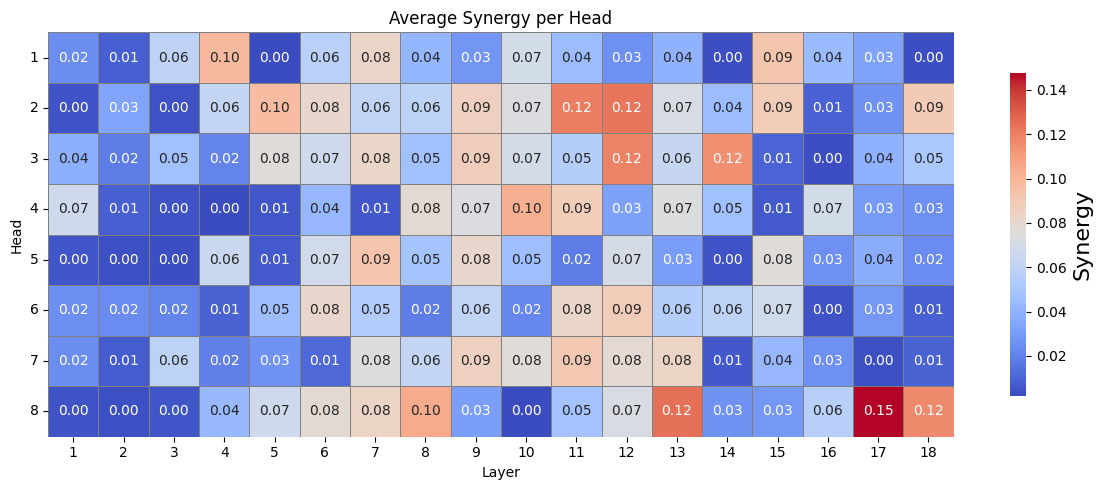 Average Synergy per Head
1 0.02 0.01 0.06 0.10 0.00 0.06 0.08 0.04 0.03 0.07 0.04 0.03 0.04 0.00 0.09 0.04 0.03 0.00
2 0.00 0.03 0.00 0.06 0.10 0.08 0.06 0.06 0.09 0.07 0.12 0.12 0.07 0.04 0.09 0.01 0.03 0.09
3 0.04 0.02 0.05 0.02 0.08 0.07 0.08 0.05 0.09 0.07 0.05 0.12 0.06 0.12 0.01 0.00 0.04 0.05
4 0.07 0.01 0.00 0.00 0.01 0.04 0.01 0.08 0.07 0.10 0.09 0.03 0.07 0.05 0.01 0.07 0.03 0.03
5 0.00 0.00 0.00 0.06 0.01 0.07 0.09 0.05 0.08 0.05 0.02 0.07 0.03 0.00 0.08 0.03 0.04 0.02
6 0.02 0.02 0.02 0.01 0.05 0.08 0.05 0.02 0.06 0.02 0.08 0.09 0.06 0.06 0.07 0.00 0.03 0.01
7 0.02 0.01 0.06 0.02 0.03 0.01 0.08 0.06 0.09 0.08 0.09 0.08 0.08 0.01 0.04 0.03 0.00 0.01
8 0.00 0.00 0.00 0.04 0.07 0.08 0.08 0.10 0.03 0.00 0.05 0.07 0.12 0.03 0.03 0.06 0.15 0.12
1 2 3 4 5 6 7 8 9 10 11 12 13 14 15 16 17 18
Layer
Head
0.14
0.12
0.10
0.08
0.06
0.04
0.02
Synergy